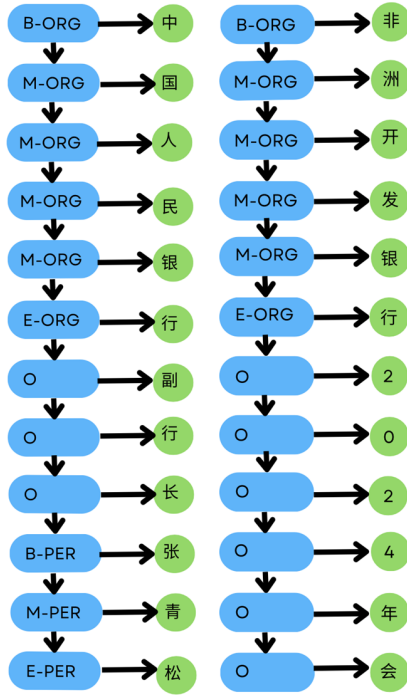 B-ORG 中
M-ORG 国
M-ORG 人
M-ORG 民
M-ORG 银
E-ORG 行
O 副
O 行
O 长
B-PER 张
M-PER 青
E-PER 松
B-ORG 非
M-ORG 洲
M-ORG 开
M-ORG 发
M-ORG 银
E-ORG 行
O 2
O 0
O 2
O 4
O 年
O 会